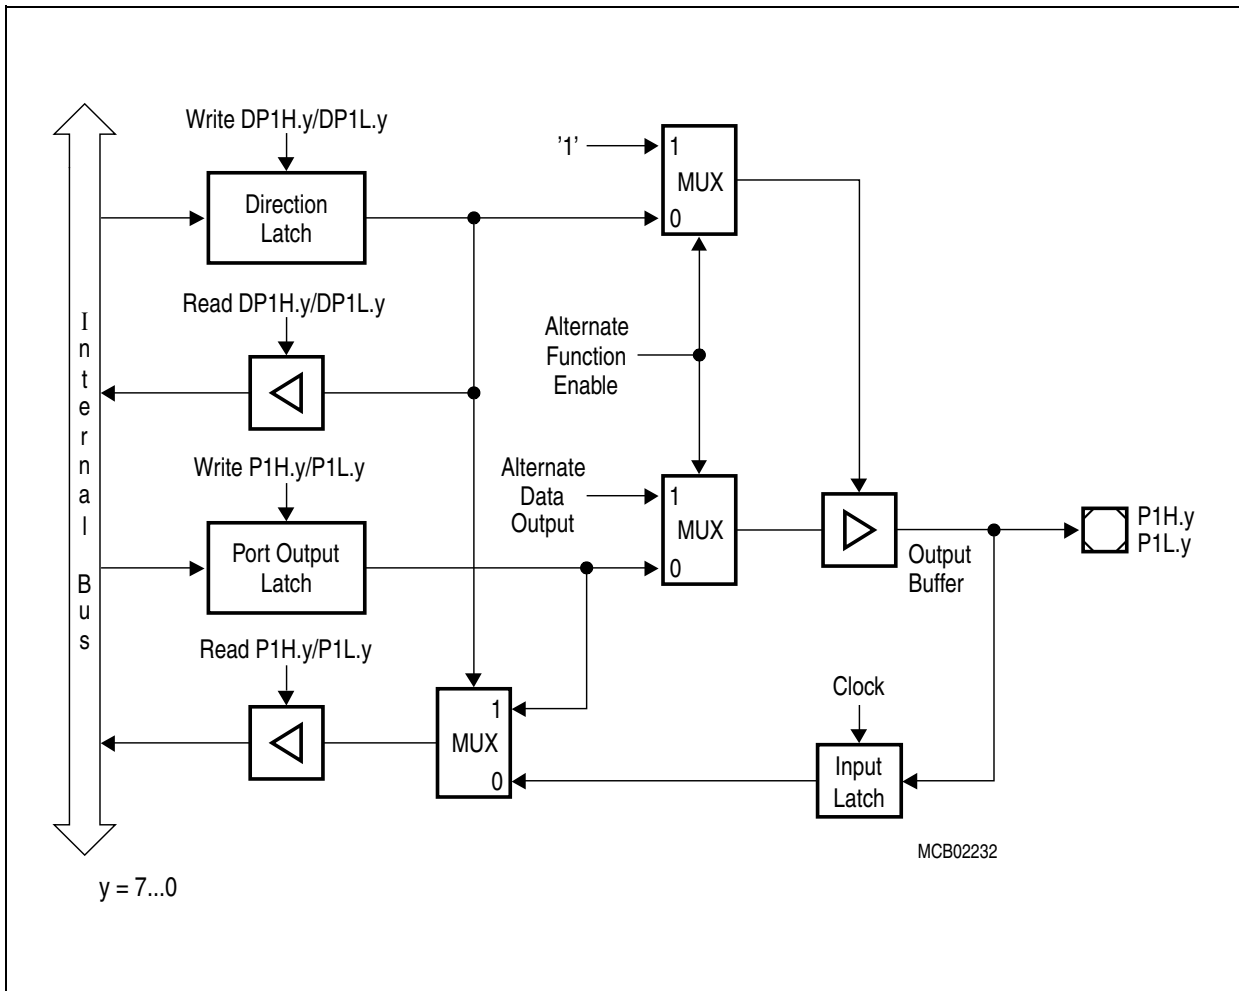 Write DP1H.y/DP1L.y
'1'
1
MUX
0
Direction
Latch
Read DP1H.y/DP1L.y
Internal Bus
Alternate
Function
Enable
Write P1H.y/P1L.y
Alternate
Data
Output
1
MUX
0
Port Output
Latch
Output
Buffer
P1H.y
P1L.y
Read P1H.y/P1L.y
1
MUX
0
Clock
Input
Latch
MCB02232
y = 7...0